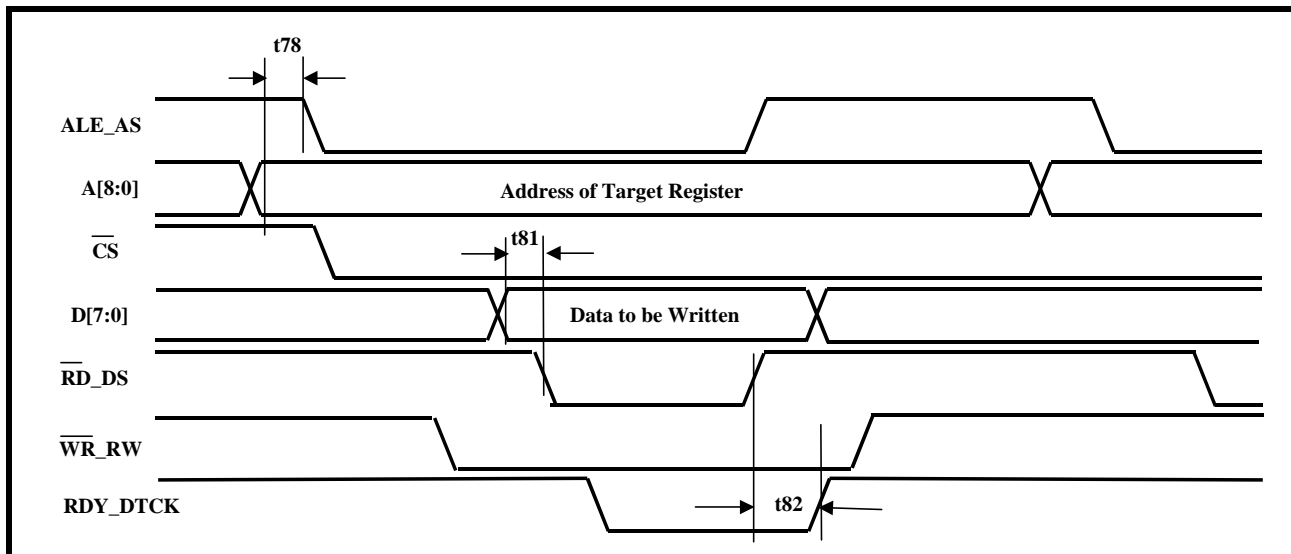 t78
ALE_AS
A[8:0]
Address of Target Register
CS
t81
D[7:0]
Data to be Written
RD_DS
WR_RW
RDY_DTCK
t82